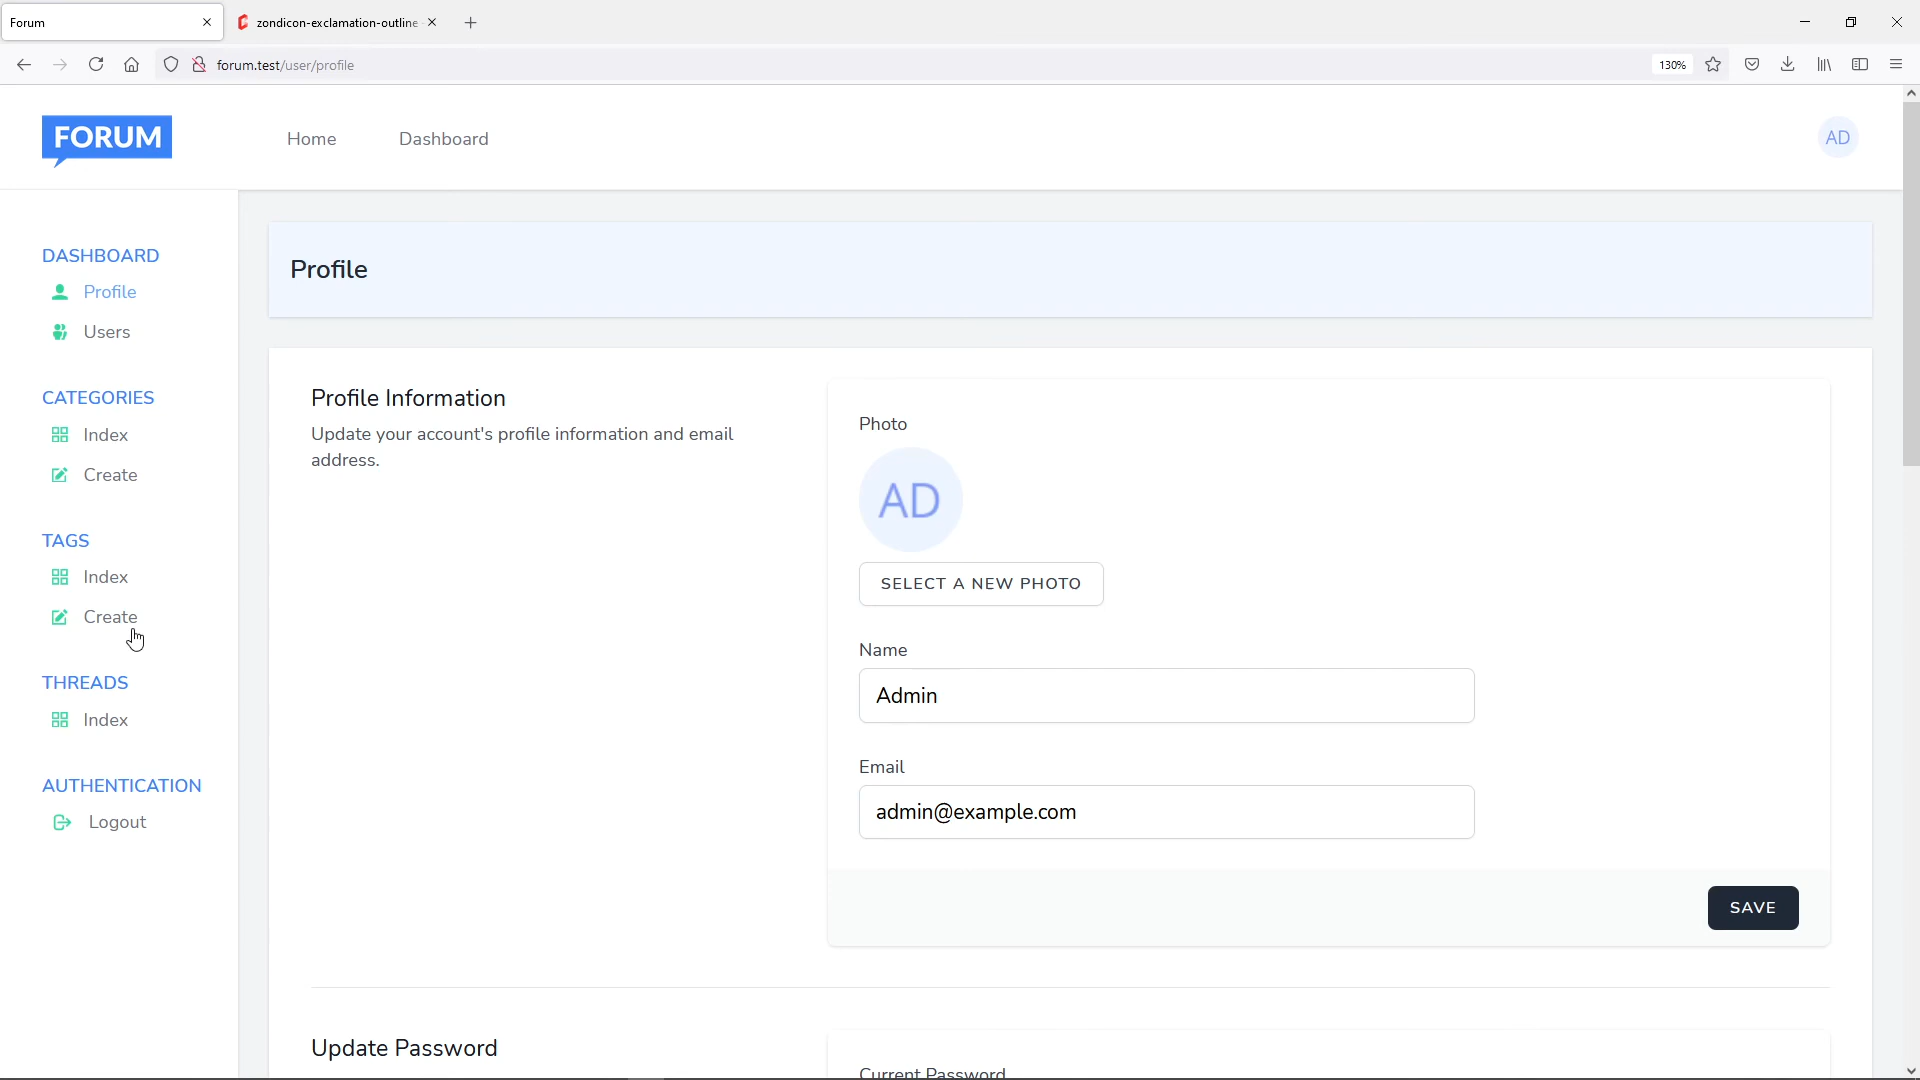 Forum
zondicon-exclamation-outline
forum.test/user/profile
130%
FORUM
Home
Dashboard
AD
DASHBOARD
Profile
Users
CATEGORIES
Index
Create
TAGS
Index
Create
THREADS
Index
AUTHENTICATION
Logout
Profile
Profile Information
Update your account's profile information and email
address.
Photo
AD
SELECT A NEW PHOTO
Name
Admin
Email
admin@example.com
SAVE
Update Password
Current Password